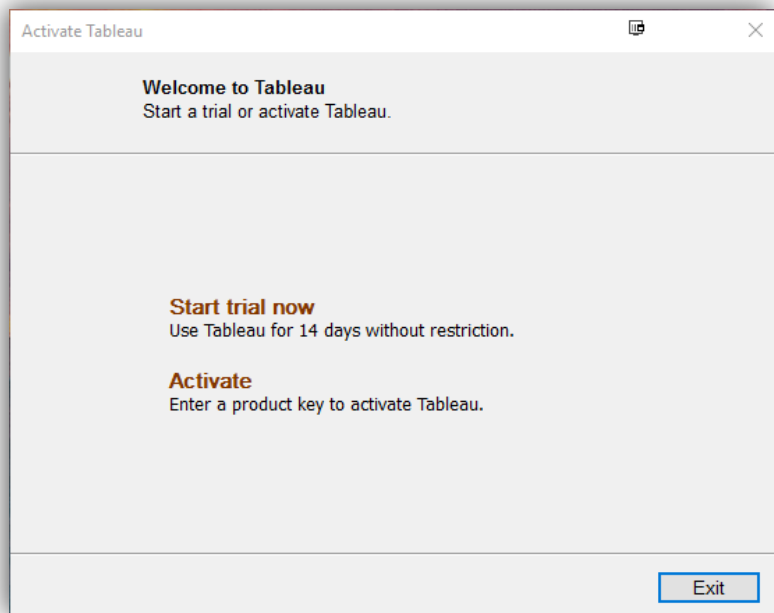 Activate Tableau
Welcome to Tableau
Start a trial or activate Tableau.
Start trial now
Use Tableau for 14 days without restriction.
Activate
Enter a product key to activate Tableau.
Exit